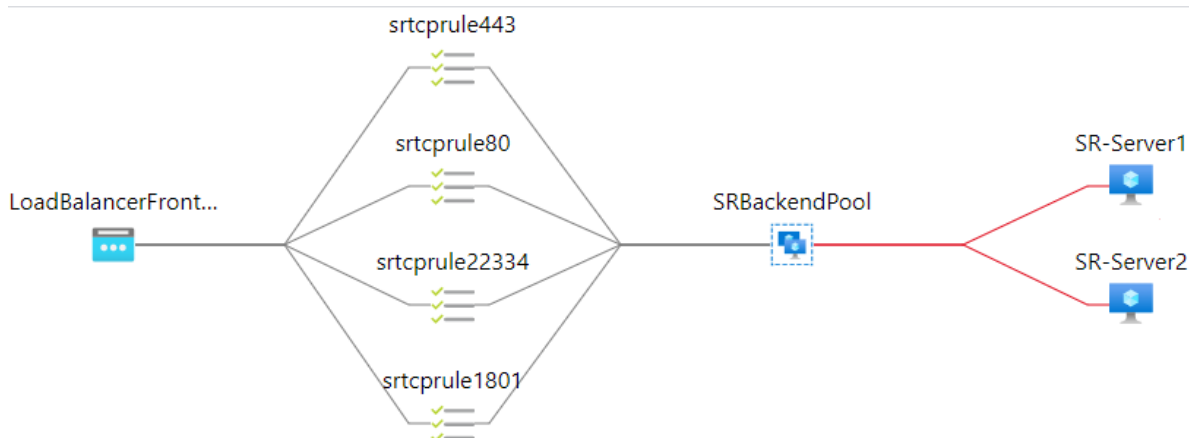 srtcprule443
srtcprule80
SR-Server1
LoadBalancerFront...
SRBackendPool
srtcprule22334
SR-Server2
srtcprule1801